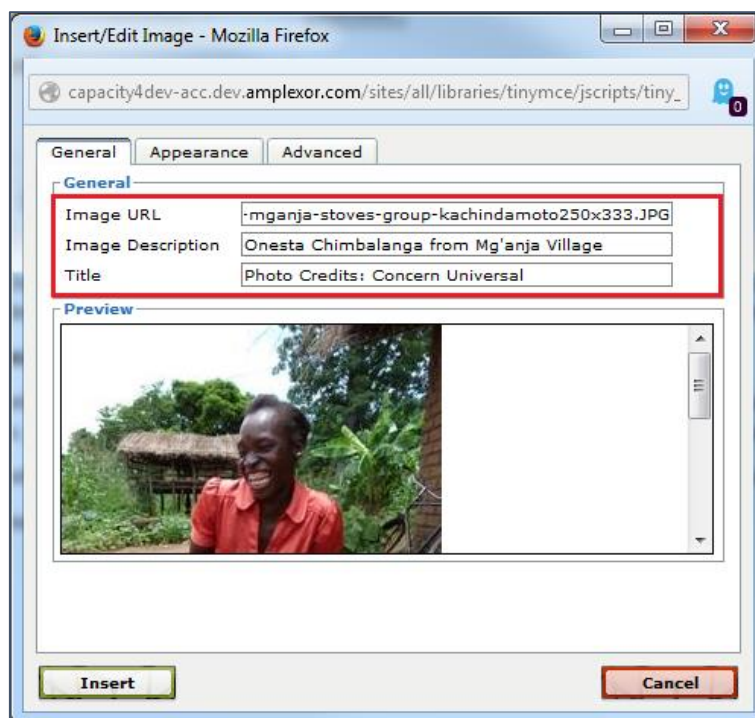 Insert/Edit Image - Mozilla Firefox
capacity4dev-acc.dev.amplexor.com/sites/all/libraries/tinymce/jscripts/tiny_
0
General Appearance Advanced
General
Image URL -mganja-stoves-group-kachindamoto250x333.JPG
Image Description Onesta Chimbalanga from Mg'anja Village
Title Photo Credits: Concern Universal
Preview
Insert Cancel